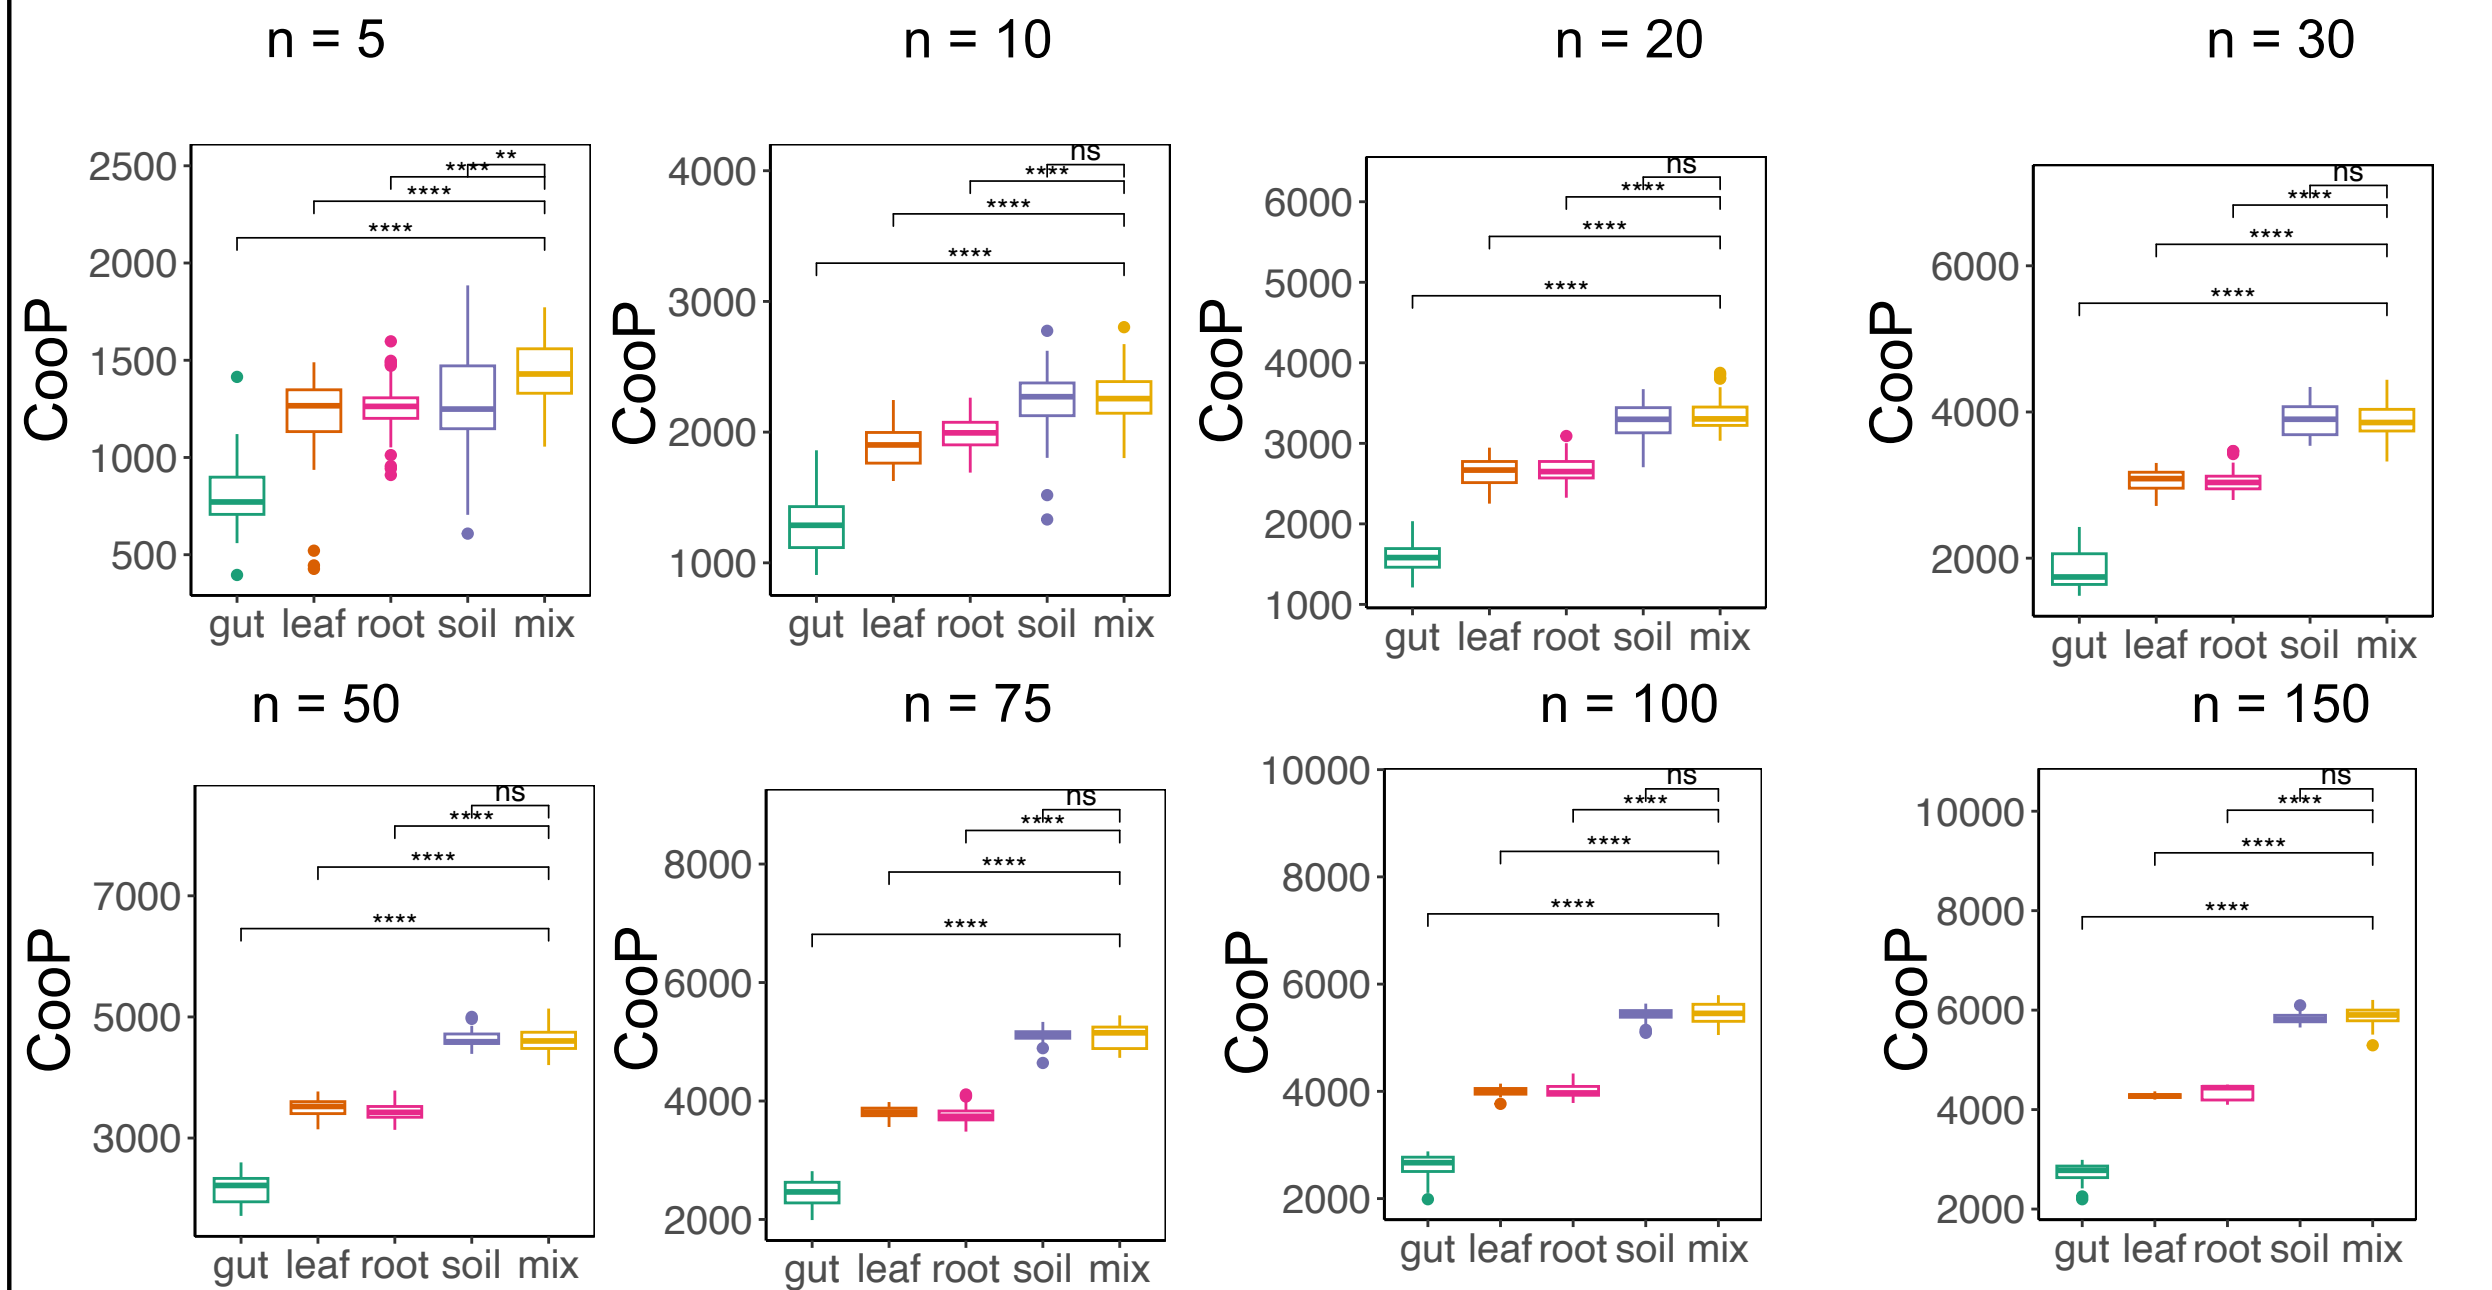 n = 5
n = 10
n = 20
n = 30
CooP
2500
2000
1500
1000
500
**
****
****
****
gut leaf root soil mix
CooP
4000
3000
2000
1000
ns
****
****
****
gut leaf root soil mix
CooP
6000
5000
4000
3000
2000
1000
ns
****
****
****
gut leaf root soil mix
CooP
6000
4000
2000
ns
****
****
****
gut leaf root soil mix
n = 50
n = 75
n = 100
n = 150
CooP
7000
5000
3000
ns
****
****
****
gut leaf root soil mix
CooP
8000
6000
4000
2000
ns
****
****
****
gut leaf root soil mix
CooP
10000
8000
6000
4000
2000
ns
****
****
****
gut leaf root soil mix
CooP
10000
8000
6000
4000
2000
ns
****
****
****
gut leaf root soil mix